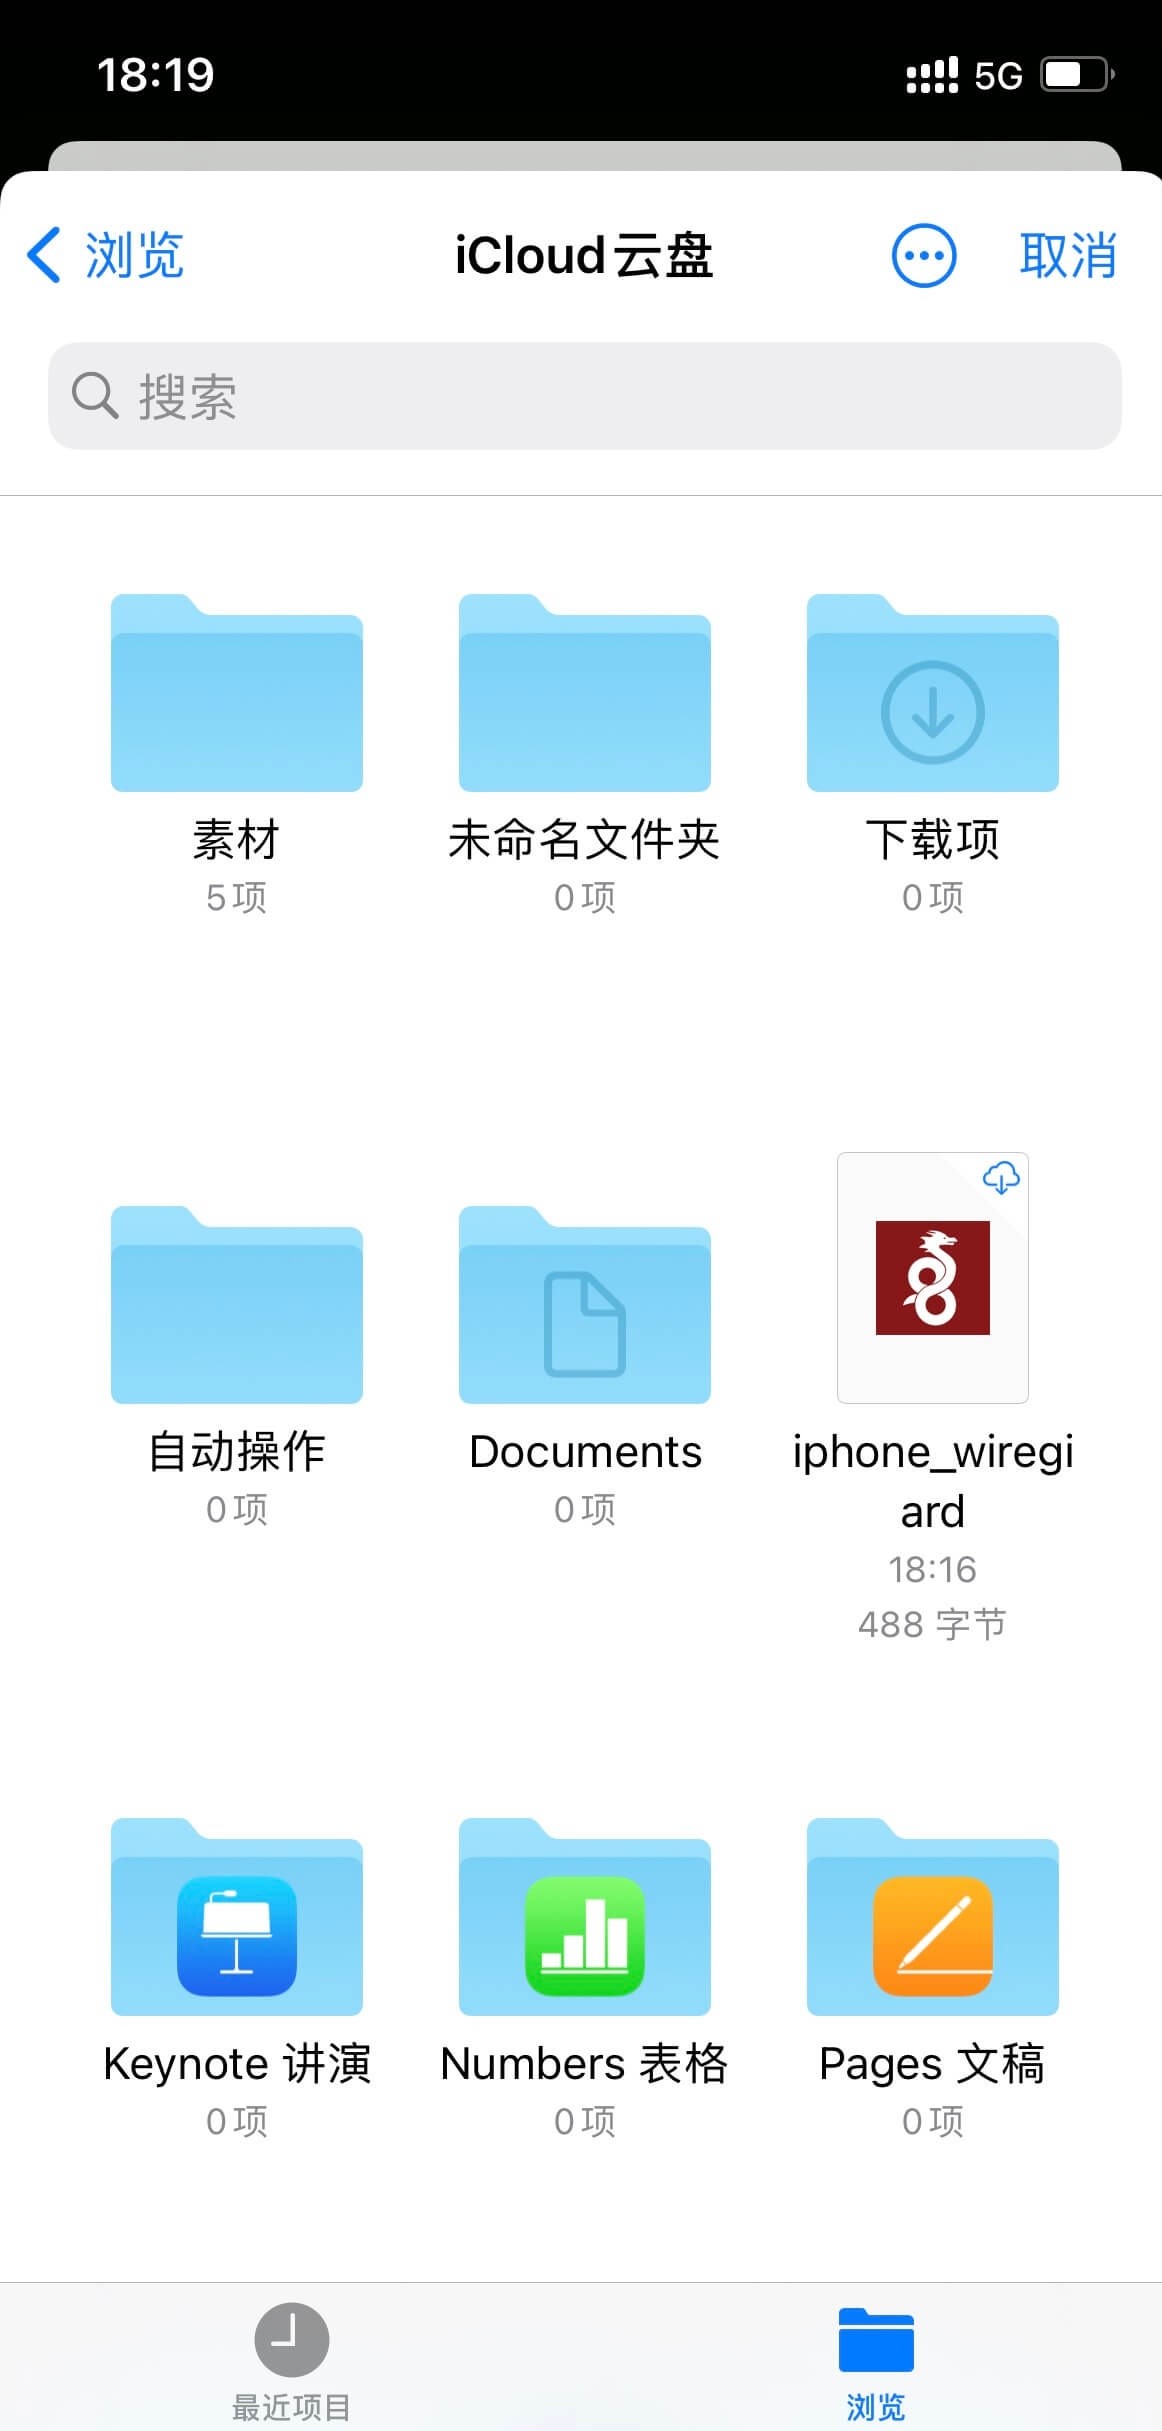 18:19
5G
浏览
iCloud云盘
取消
搜索
素材
未命名文件夹
下载项
5项
0项
0项
自动操作
Documents
iphone_wiregi
ard
0项
0项
18:16
488 字节
Keynote 讲演
Numbers 表格
Pages 文稿
0项
0项
0项
最近项目
浏览